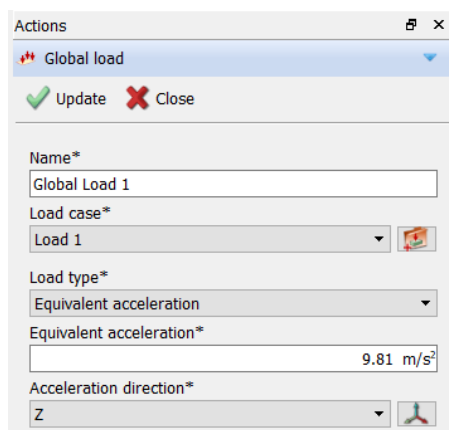 Actions
Global load
Update Close
Name*
Global Load 1
Load case*
Load 1
Load type*
Equivalent acceleration
Equivalent acceleration*
9.81 m/s²
Acceleration direction*
Z